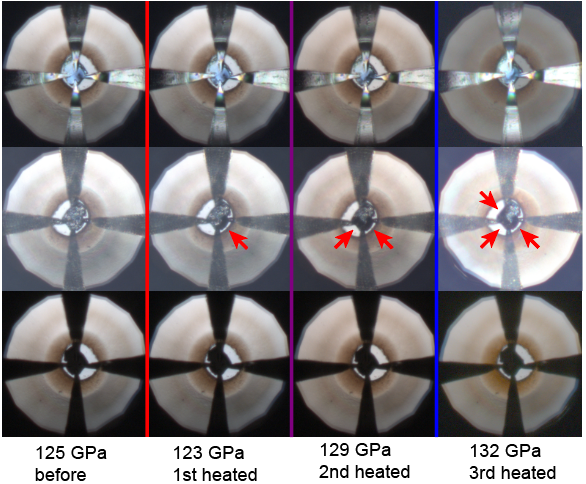 125 GPa
before
123 GPa
1st heated
129 GPa
2nd heated
132 GPa
3rd heated